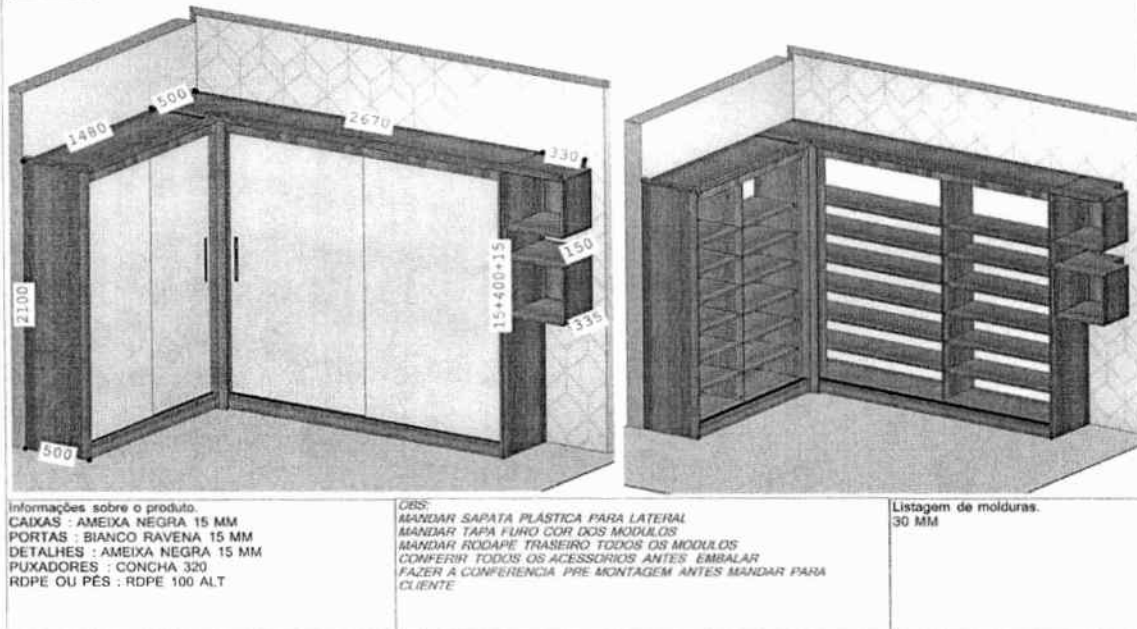 500
1480
2670
330
2100
150
15+400+15
335
500
Informações sobre o produto.
CAIXAS : AMEIXA NEGRA 15 MM
PORTAS : BIANCO RAVENA 15 MM
DETALHES : AMEIXA NEGRA 15 MM
PUXADORES : CONCHA 320
RDPE OU PÉS : RDPE 100 ALT
OBS:
MANDAR SAPATA PLÁSTICA PARA LATERAL
MANDAR TAPA FURO COR DOS MODULOS
MANDAR RODAPE TRASEIRO TODOS OS MODULOS
CONFERIR TODOS OS ACESSORIOS ANTES EMBALAR
FAZER A CONFERENCIA PRE MONTAGEM ANTES MANDAR PARA
CLIENTE
Listagem de molduras.
30 MM